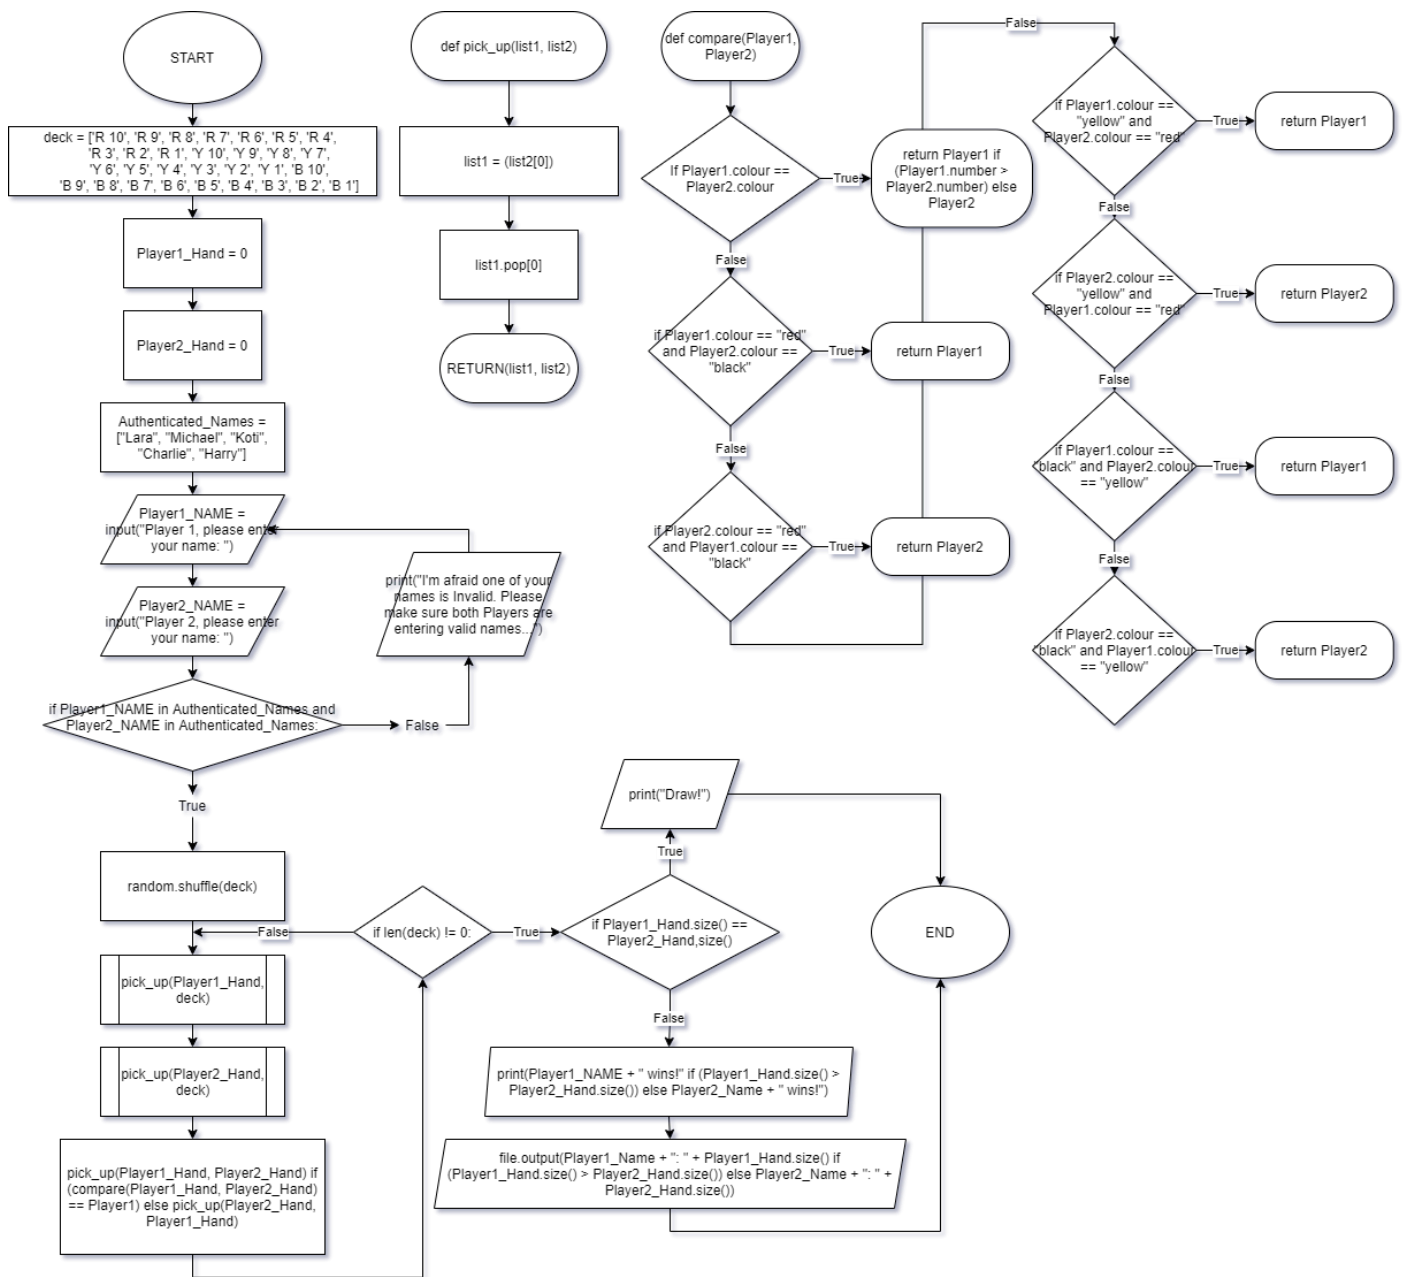 START
deck = ['R 10', 'R 9', 'R 8', 'R 7', 'R 6', 'R 5', 'R 4',
'R 3', 'R 2', 'R 1', 'Y 10', 'Y 9', 'Y 8', 'Y 7',
'Y 6', 'Y 5', 'Y 4', 'Y 3', 'Y 2', 'Y 1', 'B 10',
'B 9', 'B 8', 'B 7', 'B 6', 'B 5', 'B 4', 'B 3', 'B 2', 'B 1']
Player1_Hand = 0
Player2_Hand = 0
Authenticated_Names =
["Lara", "Michael", "Koti",
"Charlie", "Harry"]
Player1_NAME =
input("Player 1, please enter
your name: ")
Player2_NAME =
input("Player 2, please enter
your name: ")
if Player1_NAME in Authenticated_Names and
Player2_NAME in Authenticated_Names:
False
print("I'm afraid one of your
names is Invalid. Please
make sure both Players are
entering valid names...")
True
random.shuffle(deck)
pick_up(Player1_Hand,
deck)
pick_up(Player2_Hand,
deck)
pick_up(Player1_Hand, Player2_Hand) if
(compare(Player1_Hand, Player2_Hand)
== Player1) else pick_up(Player2_Hand,
Player1_Hand)
if len(deck) != 0:
False
True
if Player1_Hand.size() ==
Player2_Hand,size()
True
print("Draw!")
False
print(Player1_NAME + " wins!" if (Player1_Hand.size() >
Player2_Hand.size()) else Player2_Name + " wins!")
file.output(Player1_Name + ": " + Player1_Hand.size() if
(Player1_Hand.size() > Player2_Hand.size()) else Player2_Name + ": " +
Player2_Hand.size())
END
def pick_up(list1, list2)
list1 = (list2[0])
list1.pop[0]
RETURN(list1, list2)
def compare(Player1,
Player2)
If Player1.colour ==
Player2.colour
True
return Player1 if
(Player1.number >
Player2.number) else
Player2
False
if Player1.colour == "red"
and Player2.colour ==
"black"
True
return Player1
False
if Player2.colour == "red"
and Player1.colour ==
"black"
True
return Player2
False
if Player1.colour ==
"yellow" and
Player2.colour == "red"
True
return Player1
False
if Player2.colour ==
"yellow" and
Player1.colour == "red"
True
return Player2
False
if Player1.colour ==
"black" and Player2.colour
== "yellow"
True
return Player1
False
if Player2.colour ==
"black" and Player1.colour
== "yellow"
True
return Player2